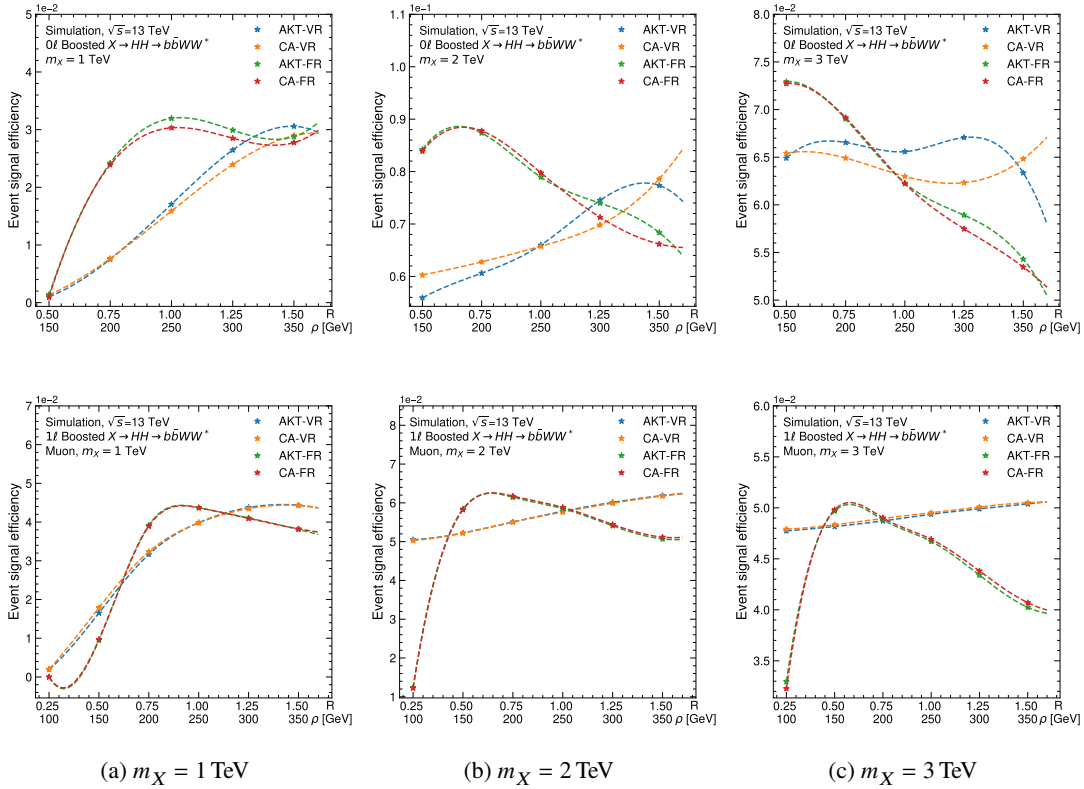 1e−2
Simulation, √s=13 TeV
0ℓ Boosted X→HH→bb̄WW*
m_X = 1 TeV
AKT-VR
CA-VR
AKT-FR
CA-FR
Event signal efficiency
5
4
3
2
1
0
0.50 0.75 1.00 1.25 1.50 R
150 200 250 300 350 ρ [GeV]
1e−1
Simulation, √s=13 TeV
0ℓ Boosted X→HH→bb̄WW*
m_X = 2 TeV
AKT-VR
CA-VR
AKT-FR
CA-FR
Event signal efficiency
1.1
1.0
0.9
0.8
0.7
0.6
0.50 0.75 1.00 1.25 1.50 R
150 200 250 300 350 ρ [GeV]
1e−2
Simulation, √s=13 TeV
0ℓ Boosted X→HH→bb̄WW*
m_X = 3 TeV
AKT-VR
CA-VR
AKT-FR
CA-FR
Event signal efficiency
8.0
7.5
7.0
6.5
6.0
5.5
5.0
0.50 0.75 1.00 1.25 1.50 R
150 200 250 300 350 ρ [GeV]
1e−2
Simulation, √s=13 TeV
1ℓ Boosted X→HH→bb̄WW*
Muon, m_X = 1 TeV
AKT-VR
CA-VR
AKT-FR
CA-FR
Event signal efficiency
7
6
5
4
3
2
1
0
0.25 0.50 0.75 1.00 1.25 1.50 R
100 150 200 250 300 350 ρ [GeV]
1e−2
Simulation, √s=13 TeV
1ℓ Boosted X→HH→bb̄WW*
Muon, m_X = 2 TeV
AKT-VR
CA-VR
AKT-FR
CA-FR
Event signal efficiency
8
7
6
5
4
3
2
1
0.25 0.50 0.75 1.00 1.25 1.50 R
100 150 200 250 300 350 ρ [GeV]
1e−2
Simulation, √s=13 TeV
1ℓ Boosted X→HH→bb̄WW*
Muon, m_X = 3 TeV
AKT-VR
CA-VR
AKT-FR
CA-FR
Event signal efficiency
6.0
5.5
5.0
4.5
4.0
3.5
0.25 0.50 0.75 1.00 1.25 1.50 R
100 150 200 250 300 350 ρ [GeV]
(a) m_X = 1 TeV
(b) m_X = 2 TeV
(c) m_X = 3 TeV